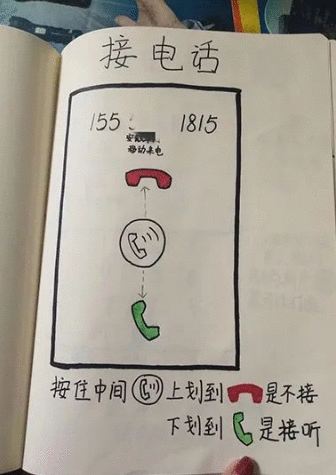 接电话
155 1815
移动来电
按住中间 上划到 是不接
下划到 是接听